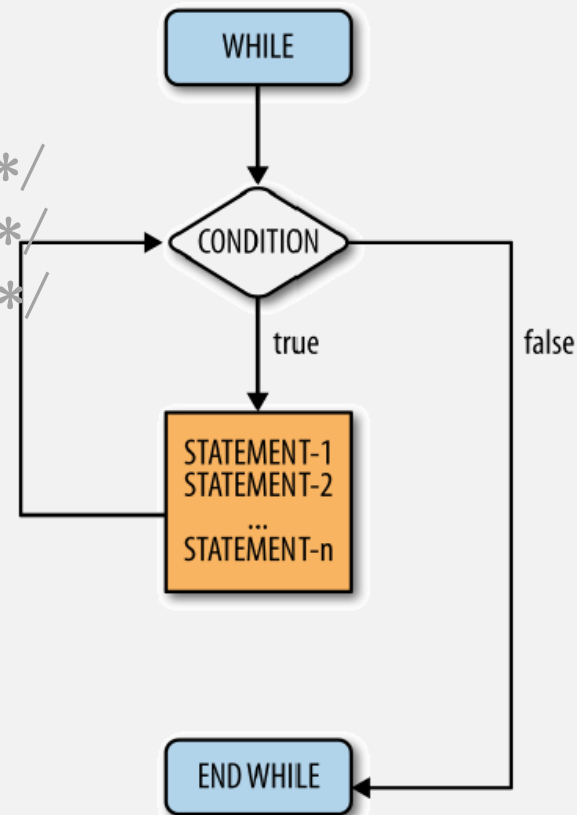 WHILE
*/
*/
CONDITION
*/
true
false
STATEMENT-1
STATEMENT-2
...
STATEMENT-n
END WHILE